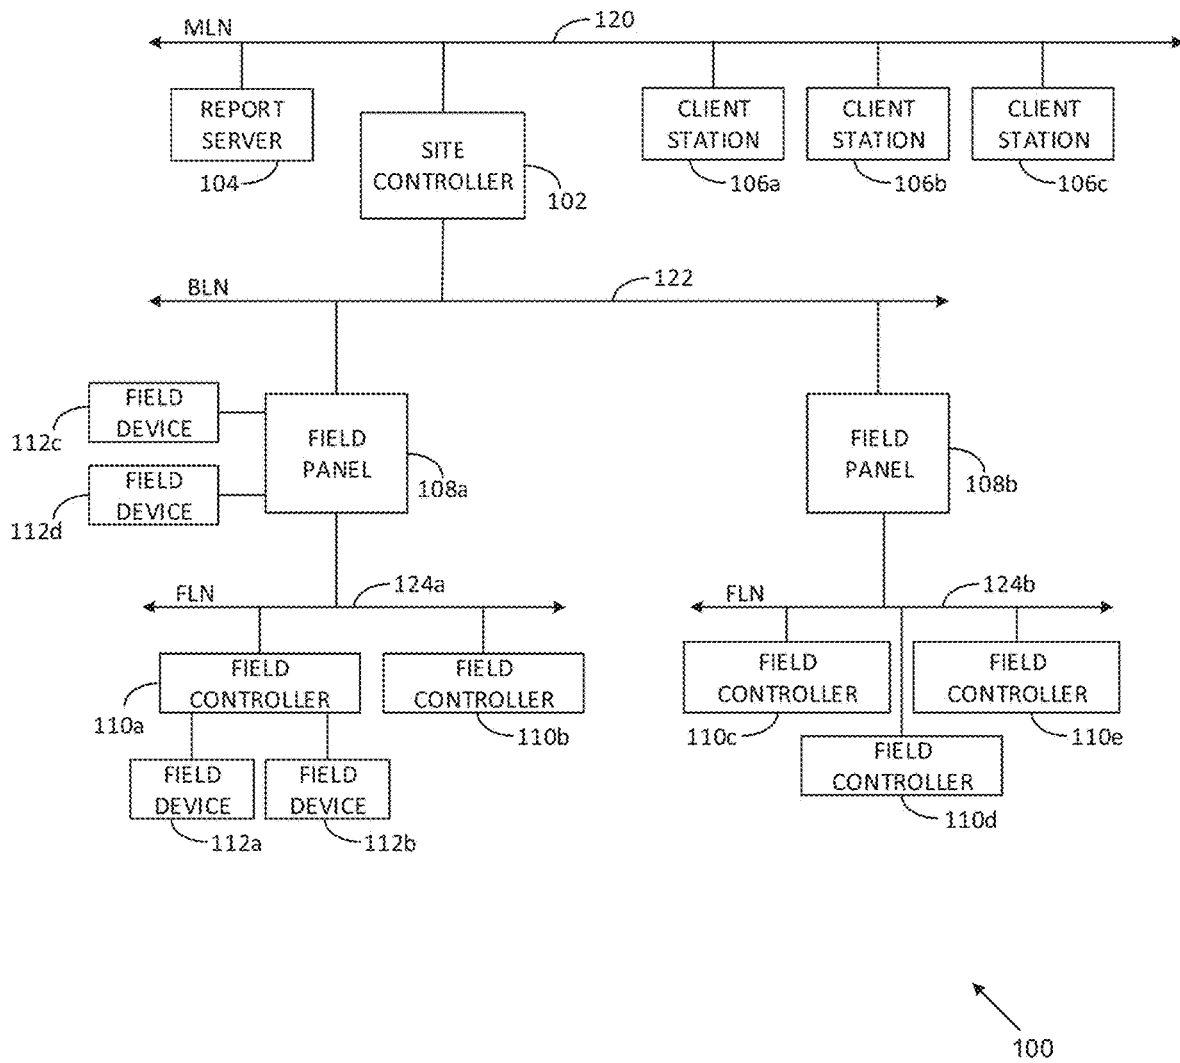 MLN
120
REPORT
SERVER
104
SITE
CONTROLLER
102
CLIENT
STATION
106a
CLIENT
STATION
106b
CLIENT
STATION
106c
BLN
122
FIELD
DEVICE
112c
FIELD
DEVICE
112d
FIELD
PANEL
108a
FIELD
PANEL
108b
FLN
124a
FLN
124b
FIELD
CONTROLLER
110a
FIELD
CONTROLLER
110b
FIELD
CONTROLLER
110c
FIELD
CONTROLLER
110e
FIELD
CONTROLLER
110d
FIELD
DEVICE
112a
FIELD
DEVICE
112b
100